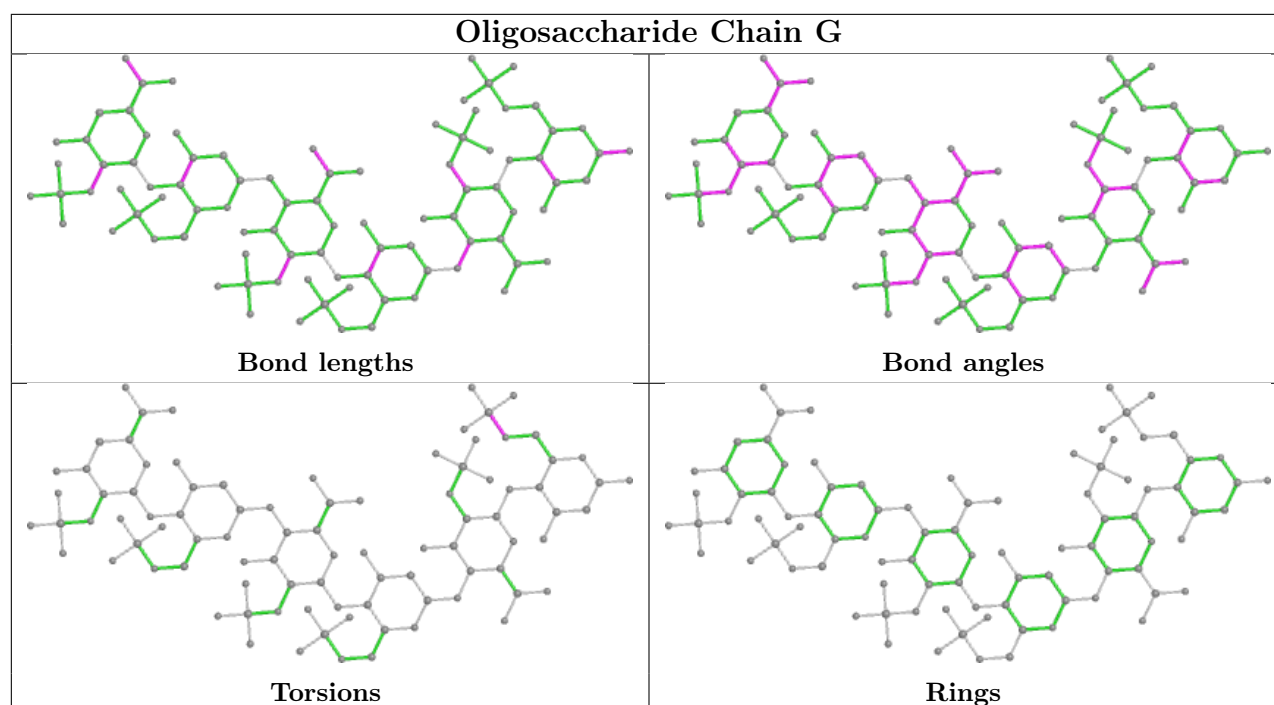 Oligosaccharide Chain G
Bond lengths
Bond angles
Torsions
Rings